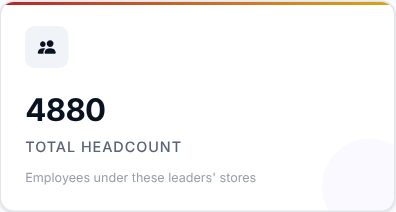 4880
TOTAL HEADCOUNT
Employees under these leaders' stores